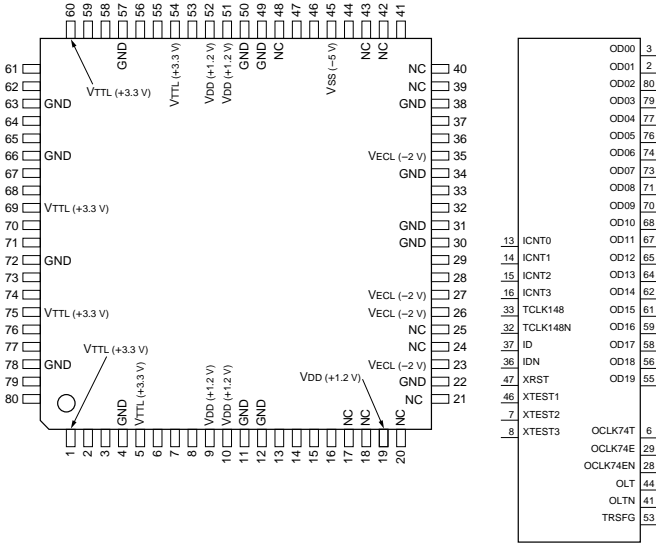 60 59 58 57 56 55 54 53 52 51 50 49 48 47 46 45 44 43 42 41
GND VTTL (+3.3 V) VDD (+1.2 V) VDD (+1.2 V) GND GND NC VSS (–5 V) NC NC
VTTL (+3.3 V)
61 NC 40
62 NC 39
63 GND GND 38
64 37
65 36
66 GND VECL (–2 V) 35
67 GND 34
68 33
69 VTTL (+3.3 V) 32
70 GND 31
71 GND 30
72 GND 29
73 28
74 VECL (–2 V) 27
75 VTTL (+3.3 V) VECL (–2 V) 26
76 NC 25
77 NC 24
VTTL (+3.3 V)
78 GND VECL (–2 V) 23
VDD (+1.2 V)
79 GND 22
80 NC 21
GND VTTL (+3.3 V) VDD (+1.2 V) VDD (+1.2 V) GND GND NC NC NC
1 2 3 4 5 6 7 8 9 10 11 12 13 14 15 16 17 18 19 20
OD00 3
OD01 2
OD02 80
OD03 79
OD04 77
OD05 76
OD06 74
OD07 73
OD08 71
OD09 70
OD10 68
13 ICNT0 OD11 67
14 ICNT1 OD12 65
15 ICNT2 OD13 64
16 ICNT3 OD14 62
33 TCLK148 OD15 61
32 TCLK148N OD16 59
37 ID OD17 58
36 IDN OD18 56
47 XRST OD19 55
46 XTEST1
7 XTEST2
8 XTEST3 OCLK74T 6
OCLK74E 29
OCLK74EN 28
OLT 44
OLTN 41
TRSFG 53